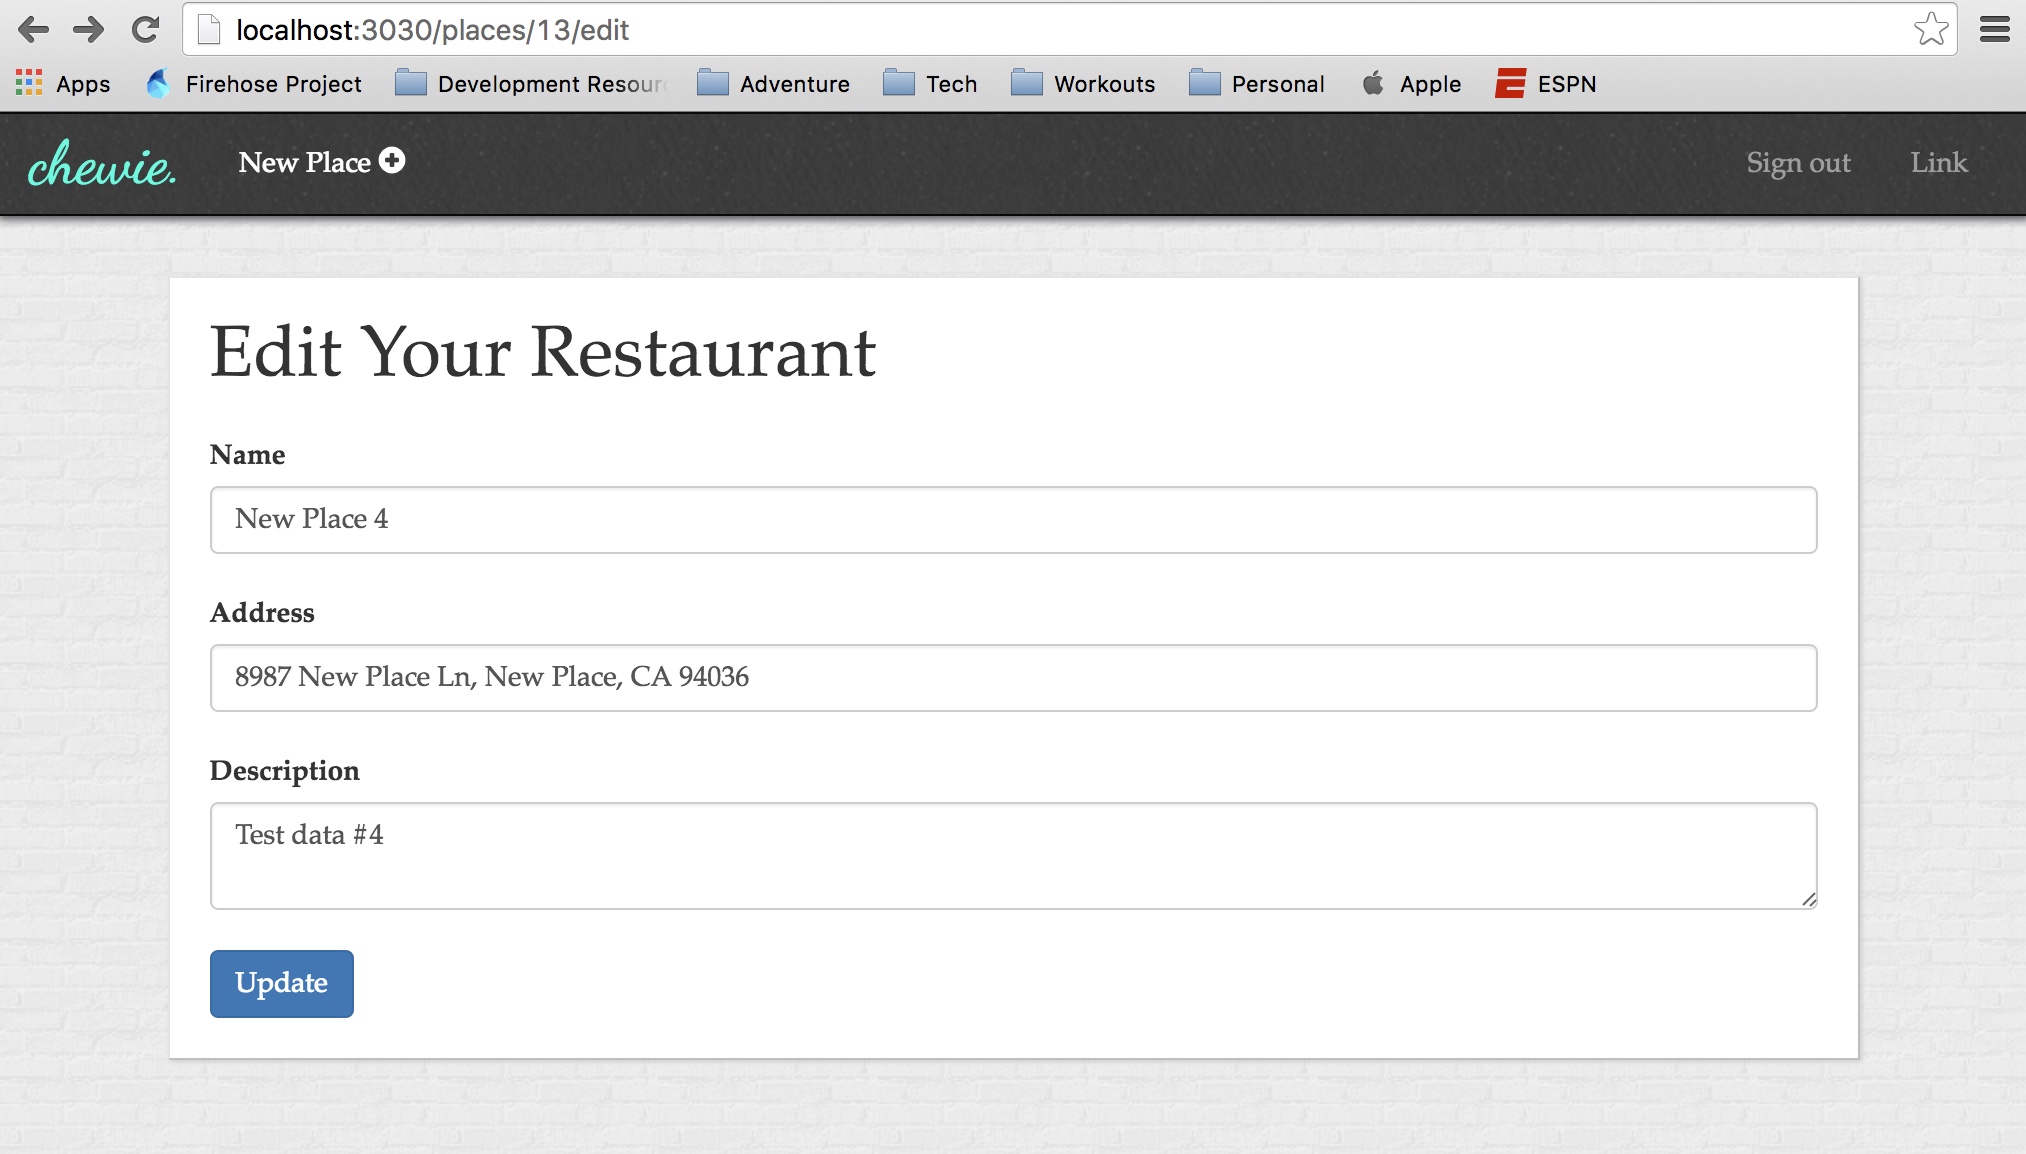 localhost:3030/places/13/edit
Apps Firehose Project Development Resour Adventure Tech Workouts Personal Apple ESPN
chewie. New Place Sign out Link
Edit Your Restaurant
Name
New Place 4
Address
8987 New Place Ln, New Place, CA 94036
Description
Test data #4
Update